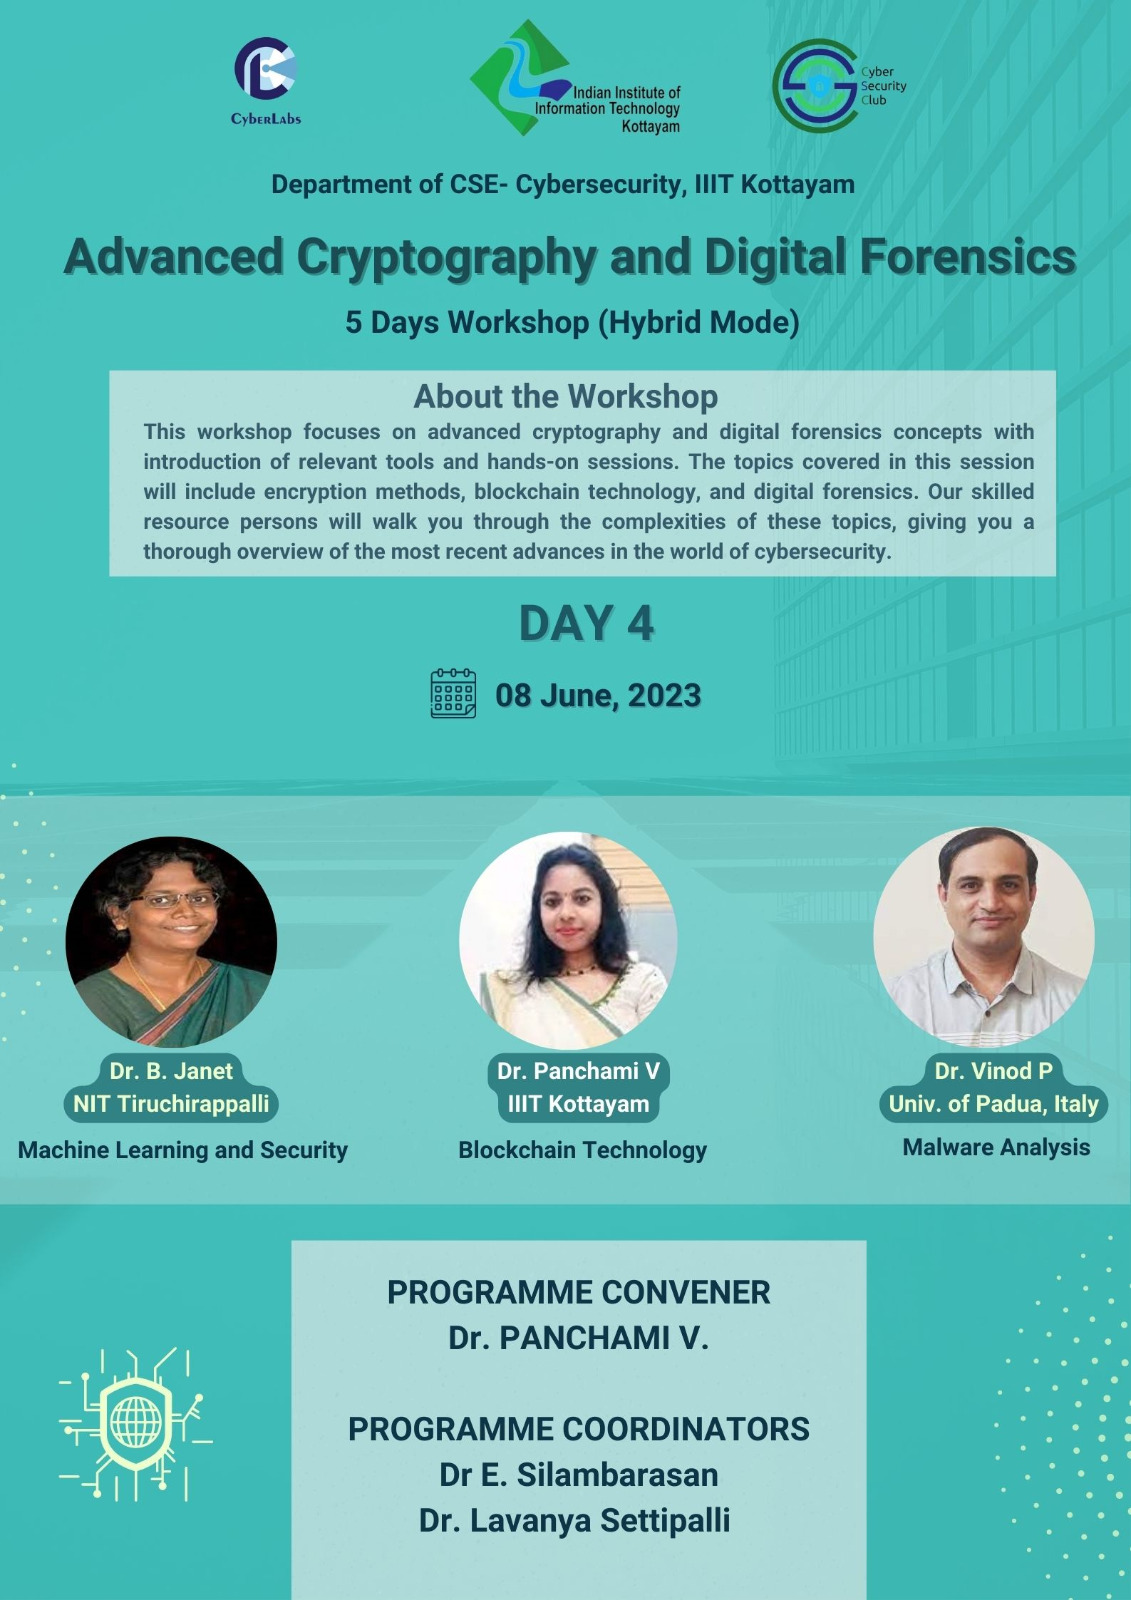 CYBERLABS
Indian Institute of
Information Technology
Kottayam
Cyber
Security
Club
Department of CSE- Cybersecurity, IIIT Kottayam
Advanced Cryptography and Digital Forensics
5 Days Workshop (Hybrid Mode)
About the Workshop
This workshop focuses on advanced cryptography and digital forensics concepts with
introduction of relevant tools and hands-on sessions. The topics covered in this session
will include encryption methods, blockchain technology, and digital forensics. Our skilled
resource persons will walk you through the complexities of these topics, giving you a
thorough overview of the most recent advances in the world of cybersecurity.
DAY 4
08 June, 2023
Dr. B. Janet
NIT Tiruchirappalli
Machine Learning and Security
Dr. Panchami V
IIIT Kottayam
Blockchain Technology
Dr. Vinod P
Univ. of Padua, Italy
Malware Analysis
PROGRAMME CONVENER
Dr. PANCHAMI V.
PROGRAMME COORDINATORS
Dr E. Silambarasan
Dr. Lavanya Settipalli